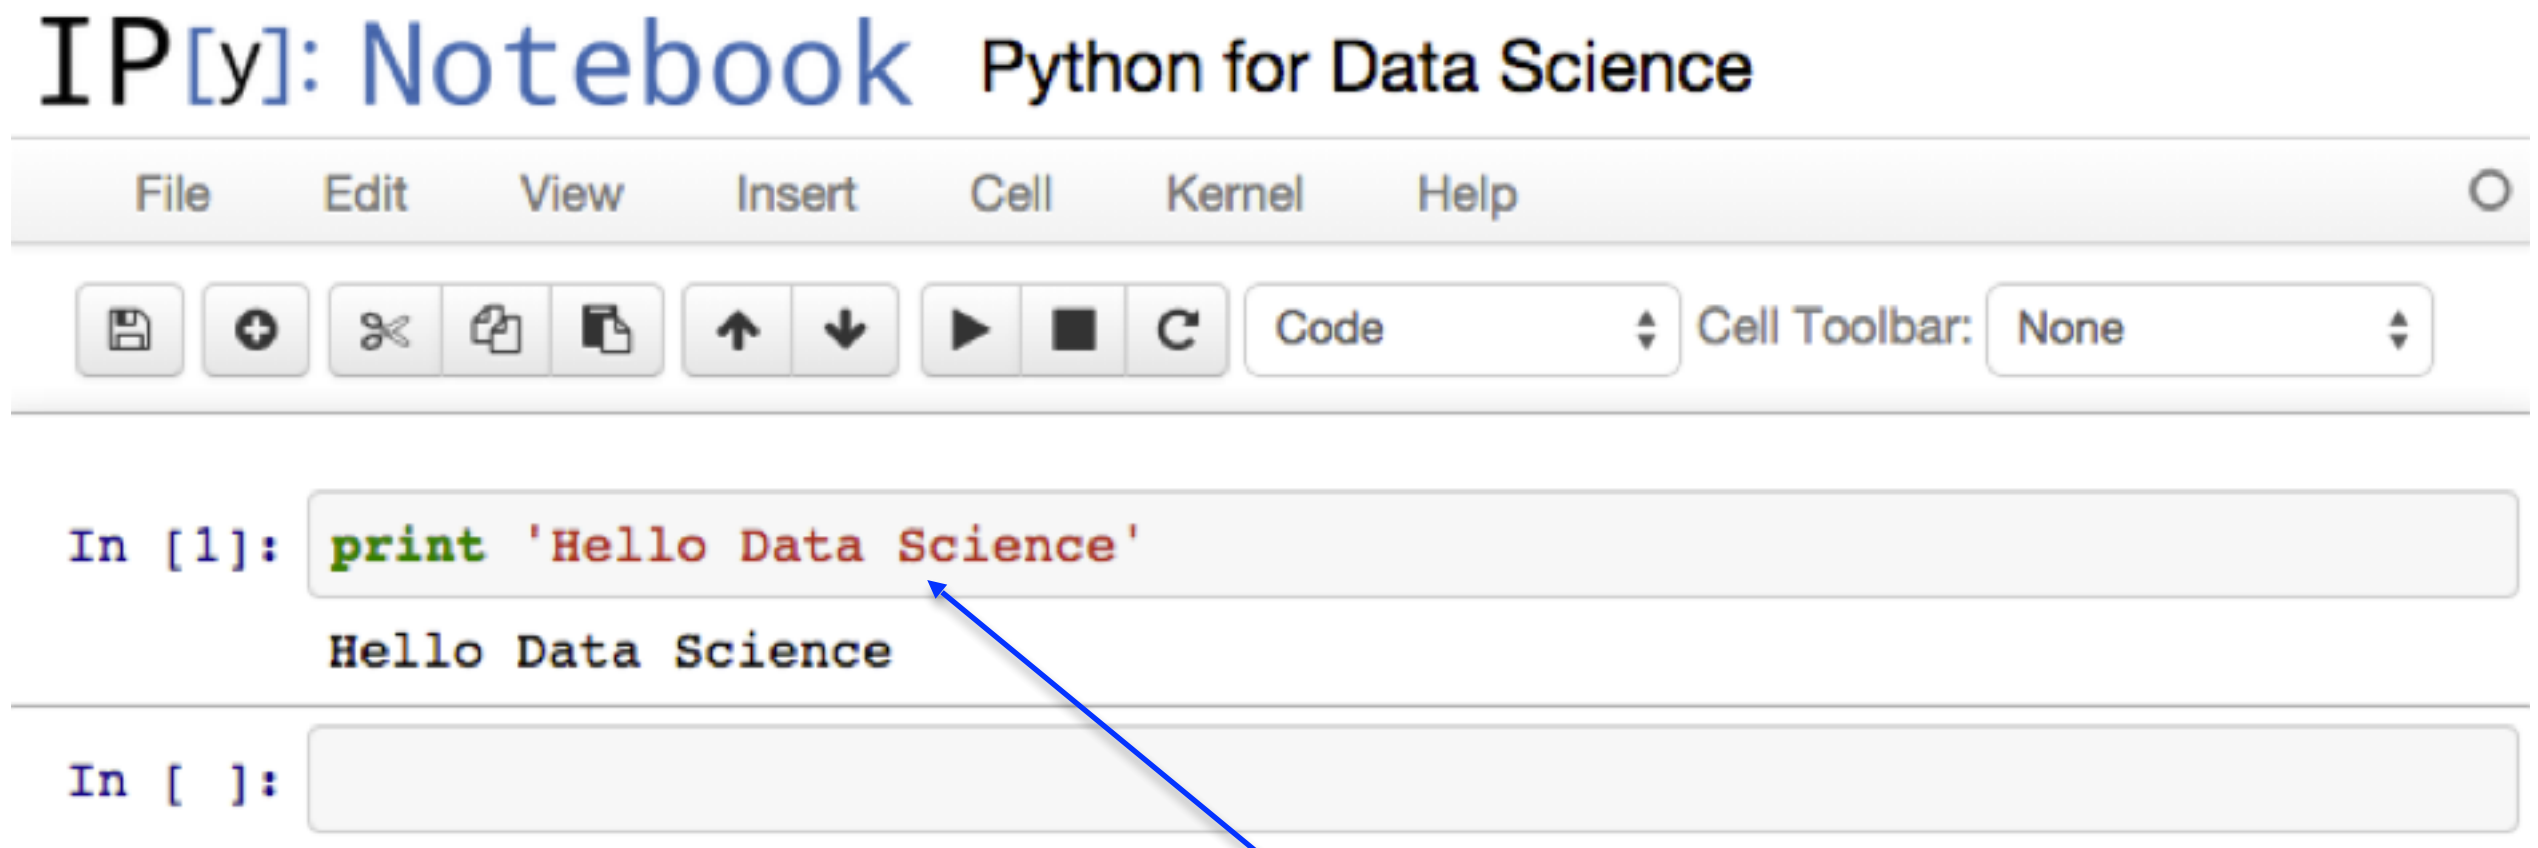 IP[y]: Notebook Python for Data Science
File Edit View Insert Cell Kernel Help
Code Cell Toolbar: None
In [1]: print 'Hello Data Science'
Hello Data Science
In [ ]: